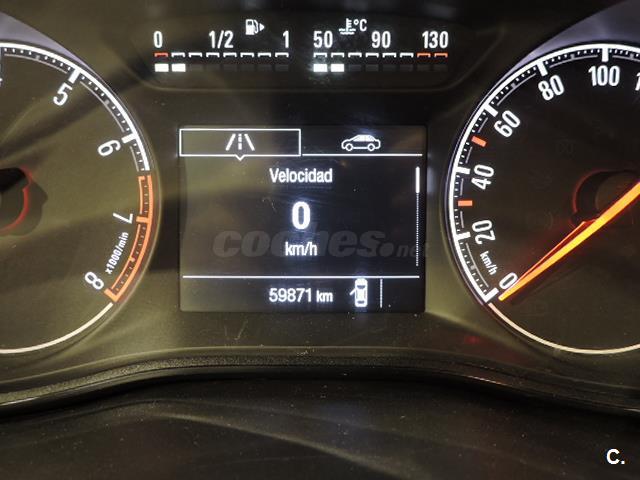 0 1/2 1 50 °C 90 130
4 5 6 7 8
x1000/min
Velocidad
0
km/h
coches.net
59871 km
0 20 40 60 80 100
km/h
C.